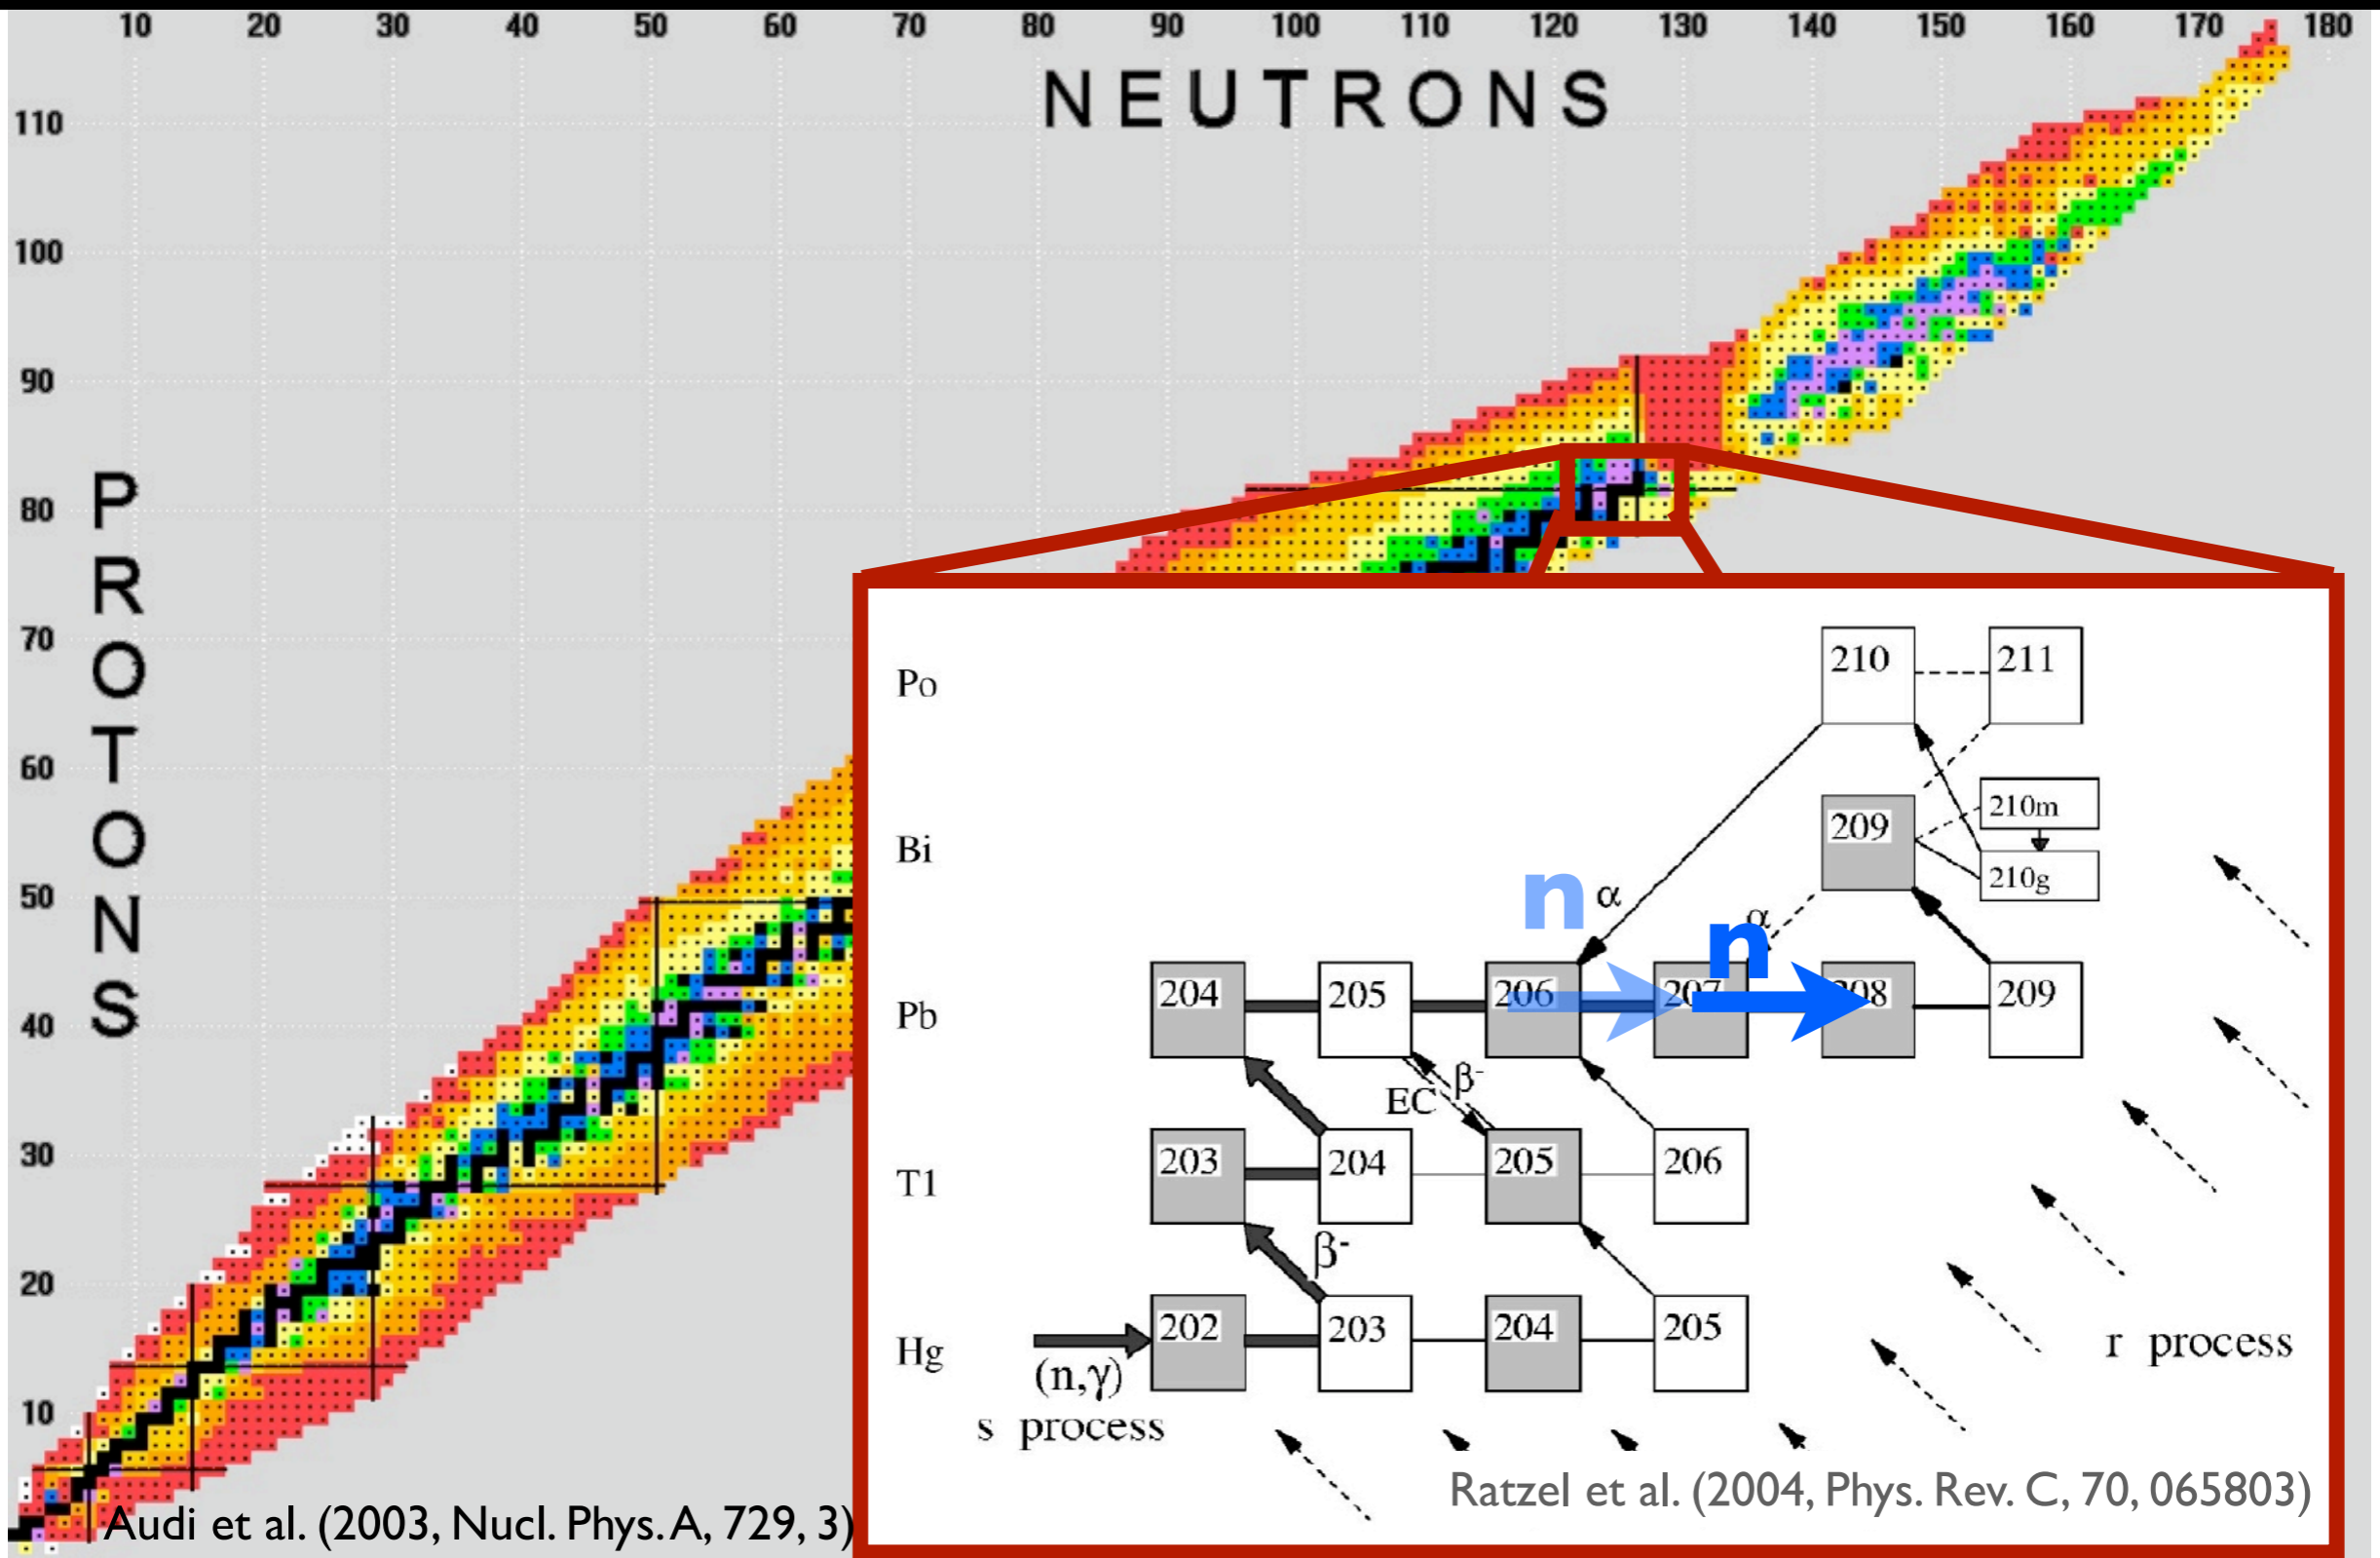 10 20 30 40 50 60 70 80 90 100 110 120 130 140 150 160 170 180
NEUTRONS
110
100
90
80
70
60
50
40
30
20
10
PROTONS
Po
210
211
Bi
209
210m
210g
n
α
α
n
Pb
204
205
206
207
208
209
EC
β-
Tl
203
204
205
206
β-
Hg
202
203
204
205
(n,γ)
s process
r process
Ratzel et al. (2004, Phys. Rev. C, 70, 065803)
Audi et al. (2003, Nucl. Phys. A, 729, 3)